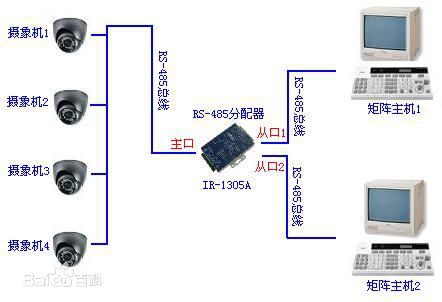 摄象机1
摄象机2
摄象机3
摄象机4
RS-485总线
RS-485分配器
主口
从口1
从口2
IR-1305A
RS-485总线
RS-485总线
矩阵主机1
矩阵主机2
Baidu百科